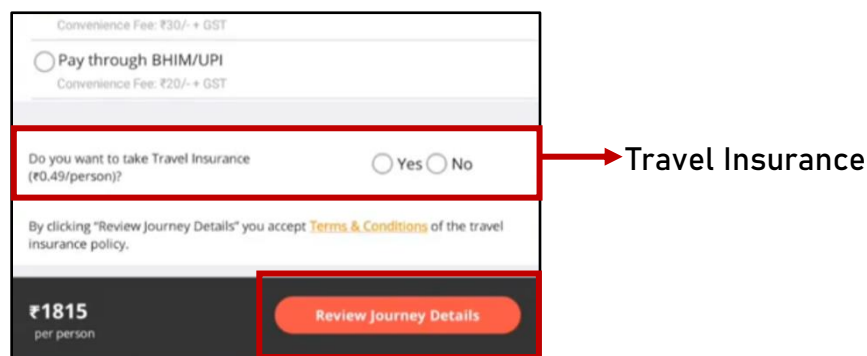 Convenience Fee: ₹30/- + GST
Pay through BHIM/UPI
Convenience Fee: ₹20/- + GST
Do you want to take Travel Insurance
(₹0.49/person)?
Yes No
Travel Insurance
By clicking "Review Journey Details" you accept Terms & Conditions of the travel
insurance policy.
₹1815
per person
Review Journey Details